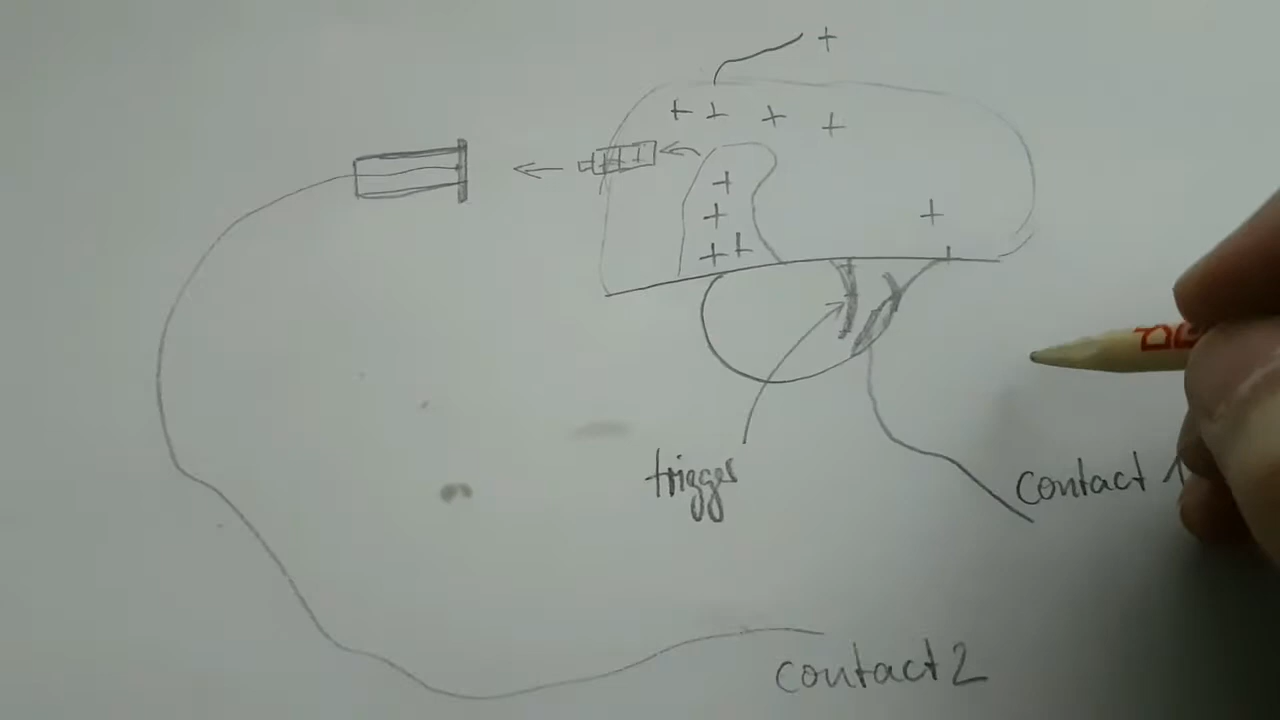 +
+ + + +
+
+ +
+
+ +
trigger
contact 1
contact 2